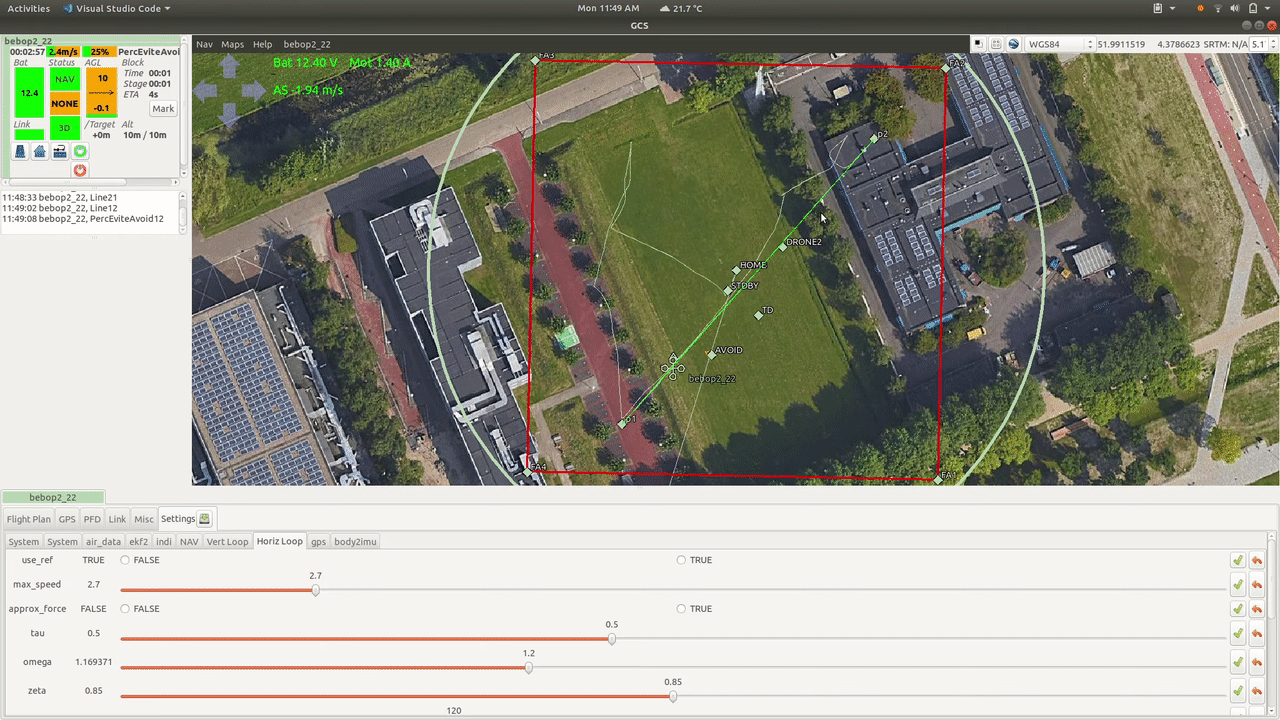 Activities Visual Studio Code Mon 11:49 AM 21.7 °C
GCS
bebop2_22 Nav Maps Help bebop2_22 WGS84 51.9911519 4.3786623 SRTM: N/A 5.1
00:02:57 2.4m/s 25% PercEviteAvoi
Bat Status AGL Block
12.4 NAV 10 Time 00:01
Stage 00:01
ETA 4s
NONE -0.1 Mark
Link 3D /Target Alt
+0m 10m / 10m
11:48:33 bebop2_22, Line21
11:49:02 bebop2_22, Line12
11:49:08 bebop2_22, PercEviteAvoid12
Bat 12.40 V Mot 1.40 A
AS -1.94 m/s
p2
DRONE2
HOME
STDBY
TD
AVOID
bebop2_22
FA4
FA1
bebop2_22
Flight Plan GPS PFD Link Misc Settings
System System air_data ekf2 indi NAV Vert Loop Horiz Loop gps body2imu
use_ref TRUE FALSE TRUE
max_speed 2.7 2.7
approx_force FALSE FALSE TRUE
tau 0.5 0.5
omega 1.169371 1.2
zeta 0.85 0.85
120